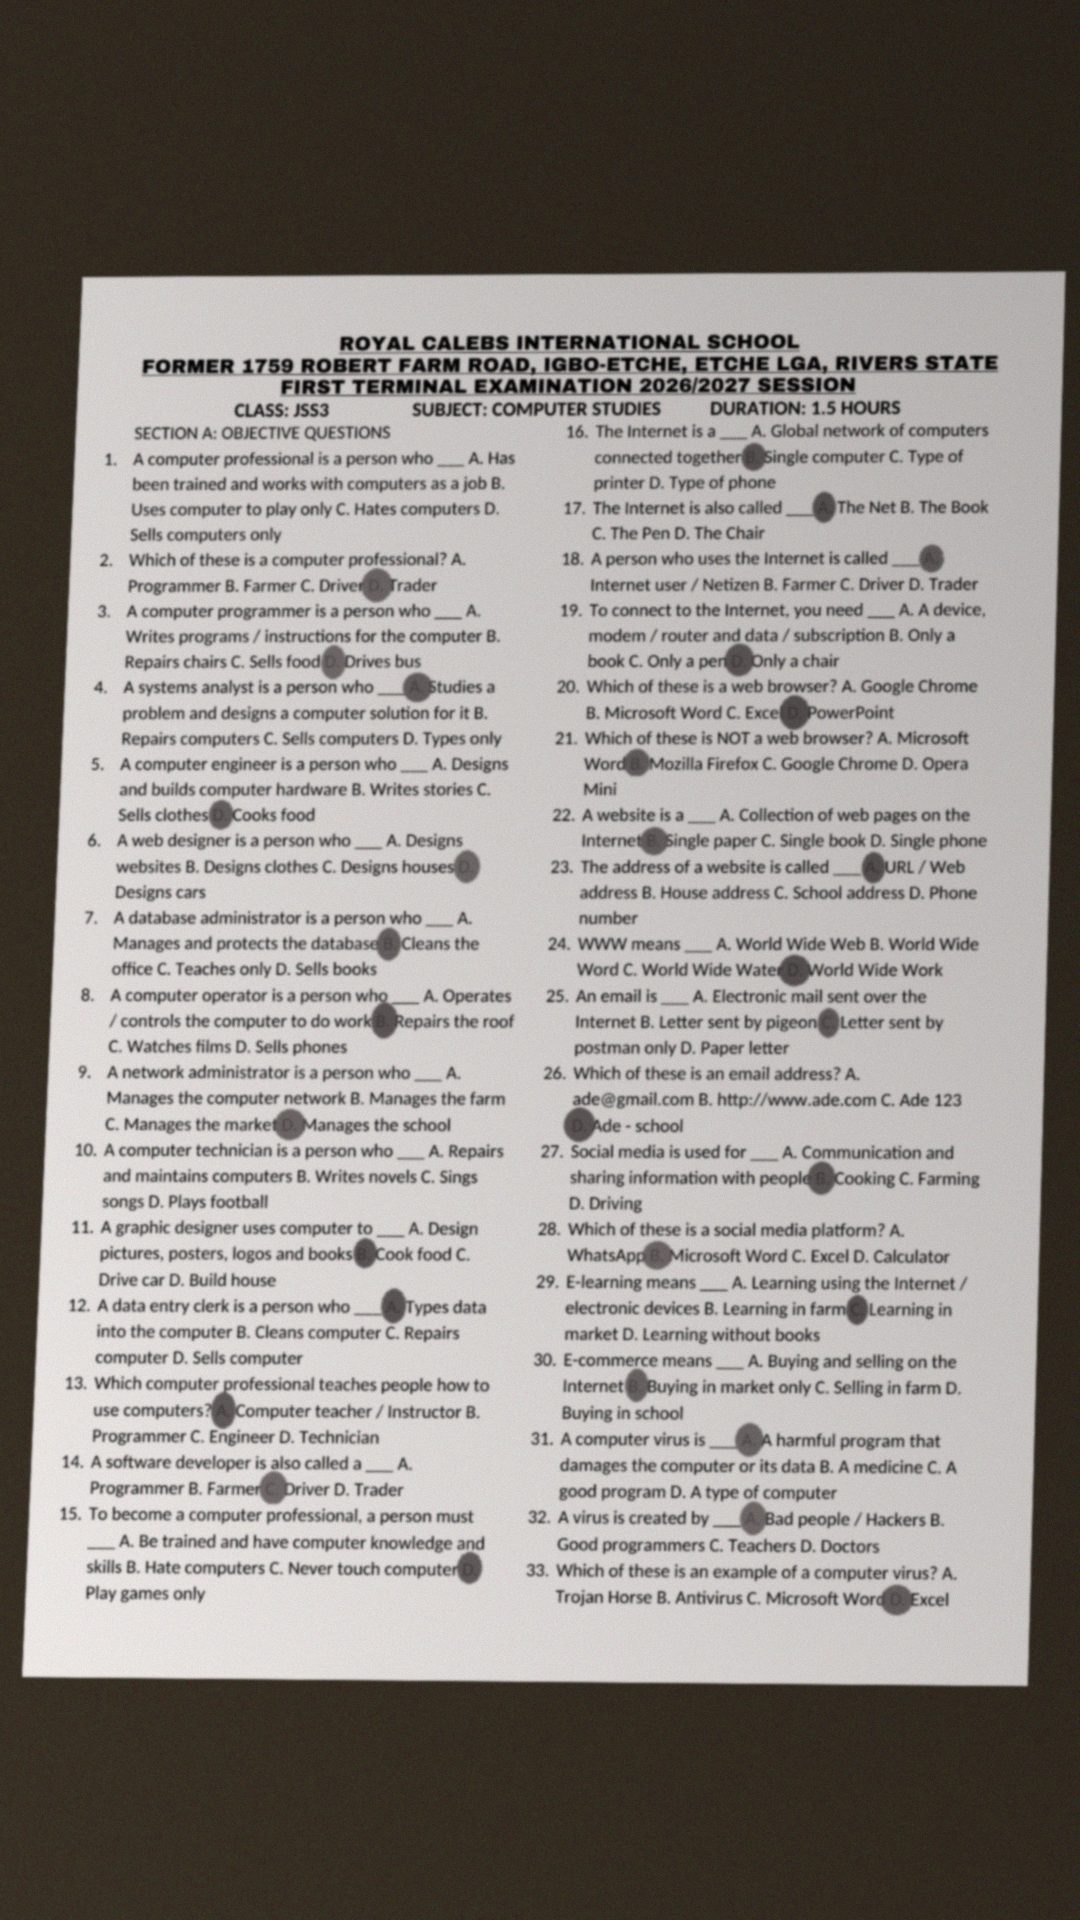 ROYAL CALEBS INTERNATIONAL SCHOOL
FORMER 1759 ROBERT FARM ROAD, IGBO-ETCHE, ETCHE LGA, RIVERS STATE
FIRST TERMINAL EXAMINATION 2026/2027 SESSION
CLASS: JSS3 SUBJECT: COMPUTER STUDIES DURATION: 1.5 HOURS
SECTION A: OBJECTIVE QUESTIONS
1. A computer professional is a person who ___ A. Has
been trained and works with computers as a job B.
Uses computer to play only C. Hates computers D.
Sells computers only
2. Which of these is a computer professional? A.
Programmer B. Farmer C. Driver D. Trader
3. A computer programmer is a person who ___ A.
Writes programs / instructions for the computer B.
Repairs chairs C. Sells food D. Drives bus
4. A systems analyst is a person who ___ A. Studies a
problem and designs a computer solution for it B.
Repairs computers C. Sells computers D. Types only
5. A computer engineer is a person who ___ A. Designs
and builds computer hardware B. Writes stories C.
Sells clothes D. Cooks food
6. A web designer is a person who ___ A. Designs
websites B. Designs clothes C. Designs houses D.
Designs cars
7. A database administrator is a person who ___ A.
Manages and protects the database B. Cleans the
office C. Teaches only D. Sells books
8. A computer operator is a person who ___ A. Operates
/ controls the computer to do work B. Repairs the roof
C. Watches films D. Sells phones
9. A network administrator is a person who ___ A.
Manages the computer network B. Manages the farm
C. Manages the market D. Manages the school
10. A computer technician is a person who ___ A. Repairs
and maintains computers B. Writes novels C. Sings
songs D. Plays football
11. A graphic designer uses computer to ___ A. Design
pictures, posters, logos and books B. Cook food C.
Drive car D. Build house
12. A data entry clerk is a person who ___ A. Types data
into the computer B. Cleans computer C. Repairs
computer D. Sells computer
13. Which computer professional teaches people how to
use computers? A. Computer teacher / Instructor B.
Programmer C. Engineer D. Technician
14. A software developer is also called a ___ A.
Programmer B. Farmer C. Driver D. Trader
15. To become a computer professional, a person must
___ A. Be trained and have computer knowledge and
skills B. Hate computers C. Never touch computer D.
Play games only
16. The Internet is a ___ A. Global network of computers
connected together B. Single computer C. Type of
printer D. Type of phone
17. The Internet is also called ___ A. The Net B. The Book
C. The Pen D. The Chair
18. A person who uses the Internet is called ___ A.
Internet user / Netizen B. Farmer C. Driver D. Trader
19. To connect to the Internet, you need ___ A. A device,
modem / router and data / subscription B. Only a
book C. Only a pen D. Only a chair
20. Which of these is a web browser? A. Google Chrome
B. Microsoft Word C. Excel D. PowerPoint
21. Which of these is NOT a web browser? A. Microsoft
Word B. Mozilla Firefox C. Google Chrome D. Opera
Mini
22. A website is a ___ A. Collection of web pages on the
Internet B. Single paper C. Single book D. Single phone
23. The address of a website is called ___ A. URL / Web
address B. House address C. School address D. Phone
number
24. WWW means ___ A. World Wide Web B. World Wide
Word C. World Wide Water D. World Wide Work
25. An email is ___ A. Electronic mail sent over the
Internet B. Letter sent by pigeon C. Letter sent by
postman only D. Paper letter
26. Which of these is an email address? A.
ade@gmail.com B. http://www.ade.com C. Ade 123
D. Ade - school
27. Social media is used for ___ A. Communication and
sharing information with people B. Cooking C. Farming
D. Driving
28. Which of these is a social media platform? A.
WhatsApp B. Microsoft Word C. Excel D. Calculator
29. E-learning means ___ A. Learning using the Internet /
electronic devices B. Learning in farm C. Learning in
market D. Learning without books
30. E-commerce means ___ A. Buying and selling on the
Internet B. Buying in market only C. Selling in farm D.
Buying in school
31. A computer virus is ___ A. A harmful program that
damages the computer or its data B. A medicine C. A
good program D. A type of computer
32. A virus is created by ___ A. Bad people / Hackers B.
Good programmers C. Teachers D. Doctors
33. Which of these is an example of a computer virus? A.
Trojan Horse B. Antivirus C. Microsoft Word D. Excel